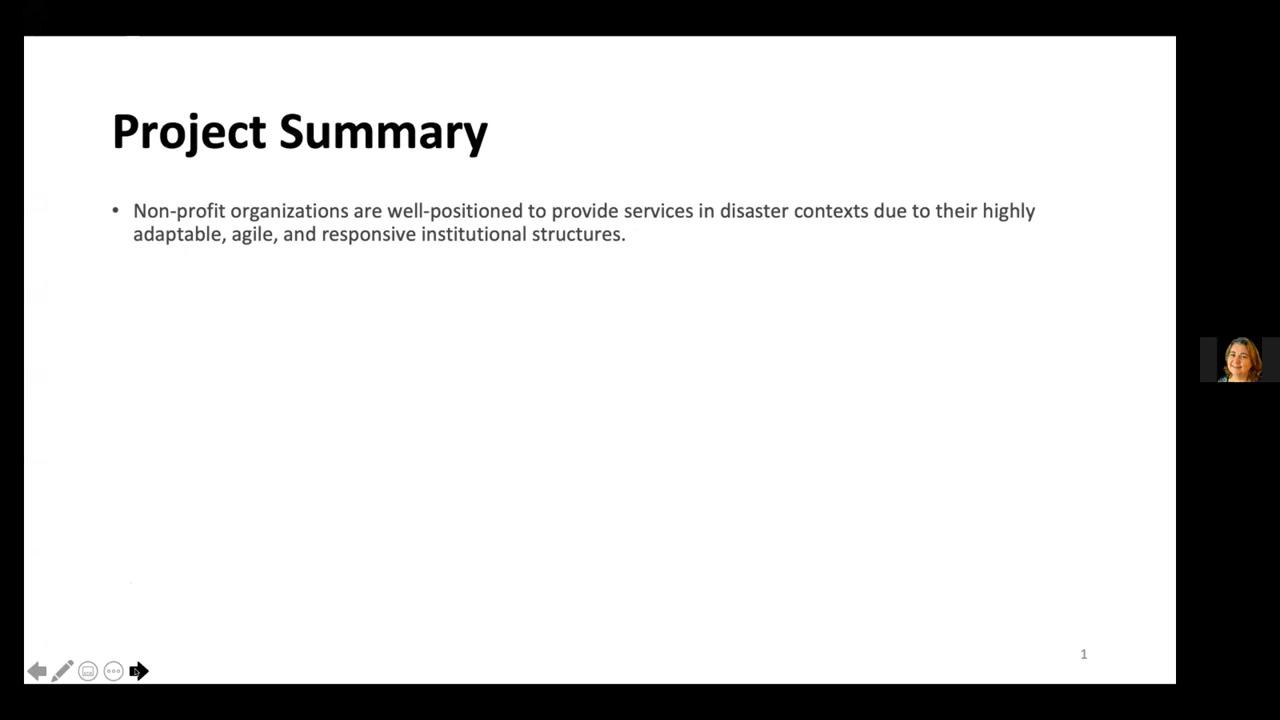 Project Summary
• Non-profit organizations are well-positioned to provide services in disaster contexts due to their highly
adaptable, agile, and responsive institutional structures.
1